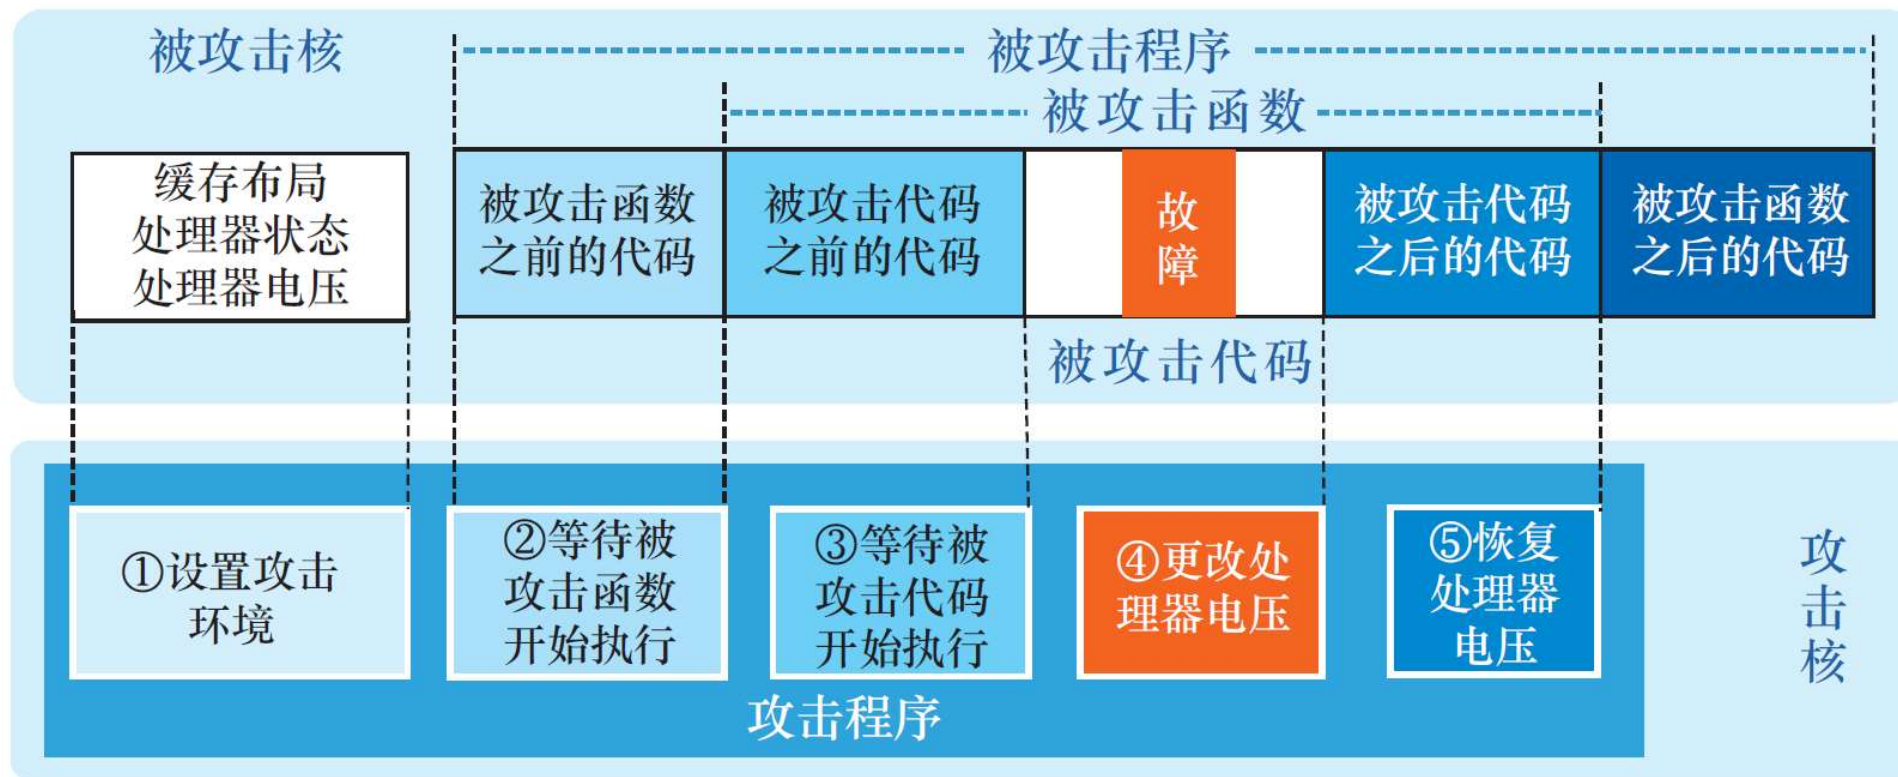 被攻击核
被攻击程序
被攻击函数
缓存布局
处理器状态
处理器电压
被攻击函数
之前的代码
被攻击代码
之前的代码
故
障
被攻击代码
之后的代码
被攻击函数
之后的代码
被攻击代码
①设置攻击
环境
②等待被
攻击函数
开始执行
③等待被
攻击代码
开始执行
④更改处
理器电压
⑤恢复
处理器
电压
攻
击
核
攻击程序